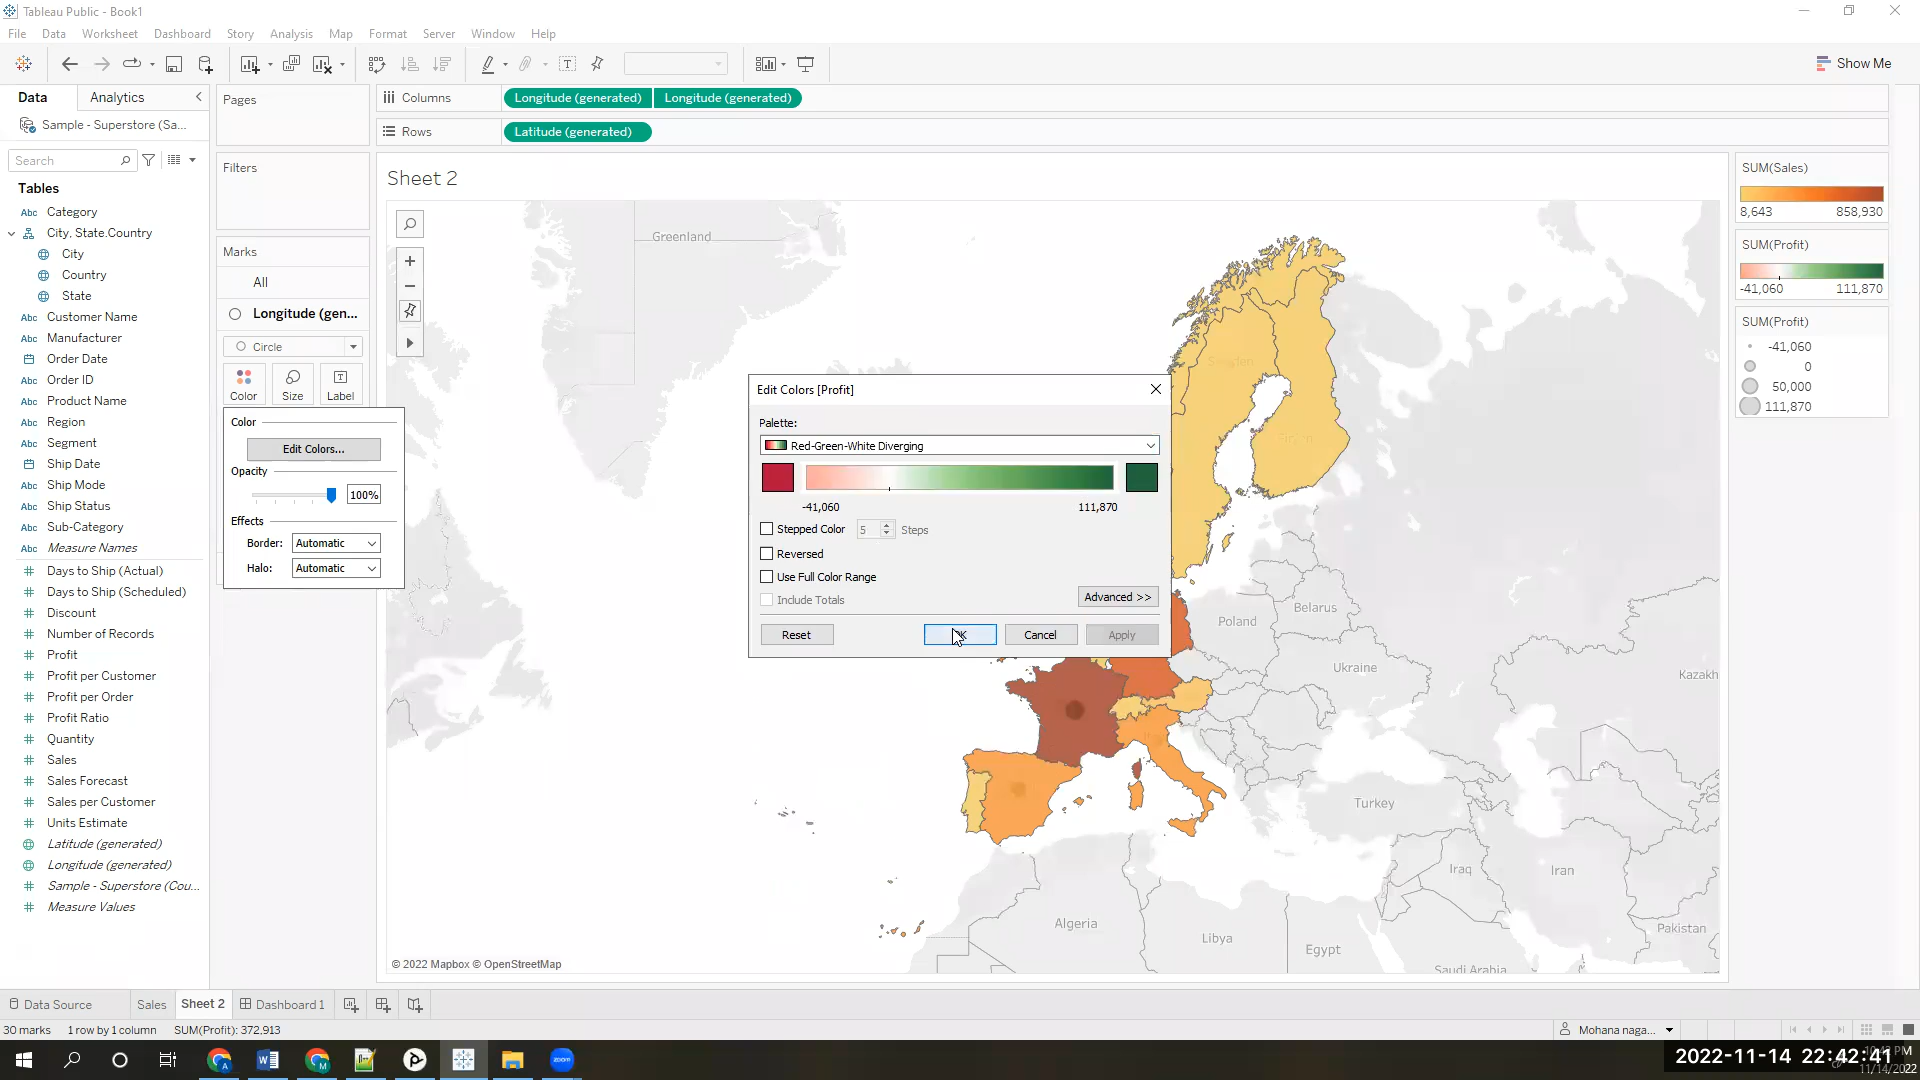 Tableau Public - Book1
File Data Worksheet Dashboard Story Analysis Map Format Server Window Help
Show Me
Data Analytics
Sample - Superstore (Sa...
Search
Tables
Category
City, State.Country
City
Country
State
Customer Name
Manufacturer
Order Date
Order ID
Product Name
Region
Segment
Ship Date
Ship Mode
Ship Status
Sub-Category
Measure Names
Days to Ship (Actual)
Days to Ship (Scheduled)
Discount
Number of Records
Profit
Profit per Customer
Profit per Order
Profit Ratio
Quantity
Sales
Sales Forecast
Sales per Customer
Units Estimate
Latitude (generated)
Longitude (generated)
Sample - Superstore (Cou...
Measure Values
Pages
Filters
Marks
All
Longitude (gen...
Circle
Color Size Label
Color
Edit Colors...
Opacity
100%
Effects
Border: Automatic
Halo: Automatic
Columns Longitude (generated) Longitude (generated)
Rows Latitude (generated)
Sheet 2
Greenland
Sweden
Poland
Belarus
Ukraine
Kazakh
Turkey
Iraq
Iran
Algeria
Libya
Egypt
Saudi Arabia
Pakistan
© 2022 Mapbox © OpenStreetMap
Edit Colors [Profit]
Palette:
Red-Green-White Diverging
-41,060 111,870
Stepped Color 5 Steps
Reversed
Use Full Color Range
Include Totals
Advanced >>
Reset OK Cancel Apply
SUM(Sales)
8,643 858,930
SUM(Profit)
-41,060 111,870
SUM(Profit)
-41,060
0
50,000
111,870
Data Source Sales Sheet 2 Dashboard 1
30 marks 1 row by 1 column SUM(Profit): 372,913
Mohana naga...
2022-11-14 22:42:41
11/14/2022